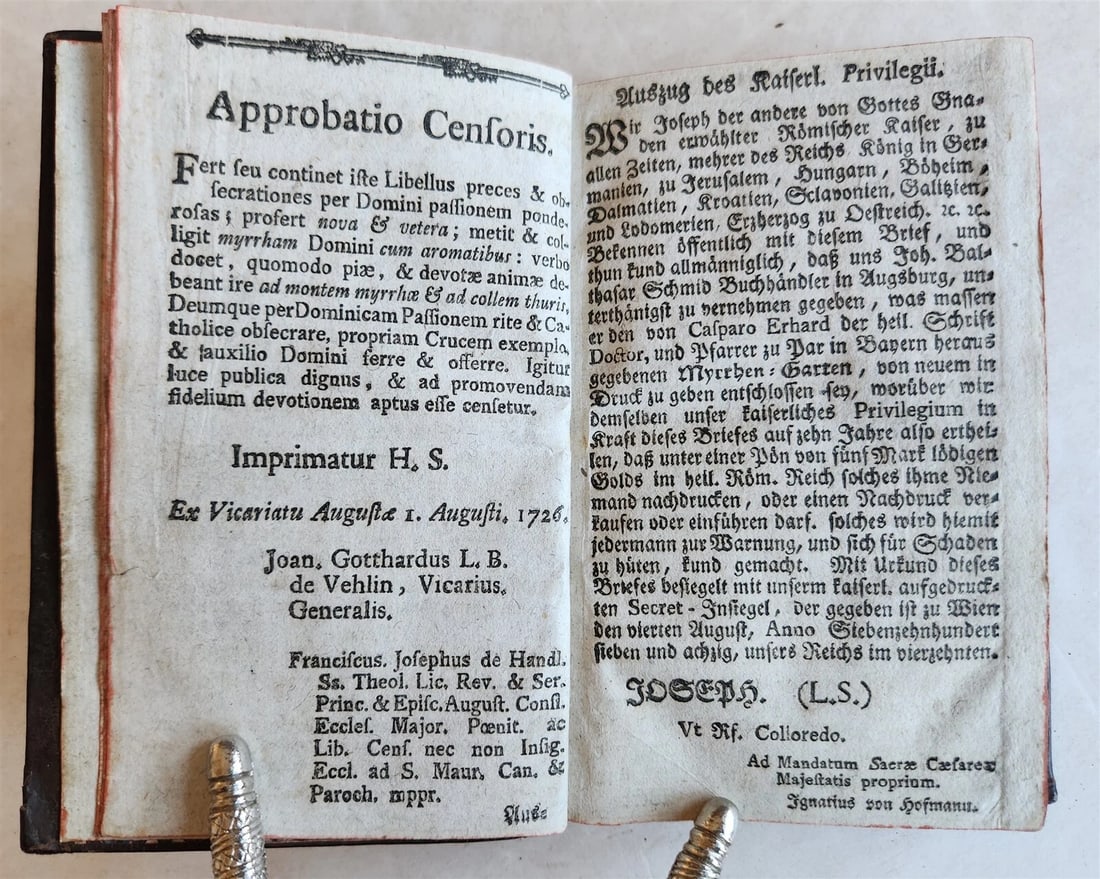 Approbatio Cenſoris.
Fert ſeu continet iſte Libellus preces & ob-
ſecrationes per Domini paſſionem ponde-
roſas; profert nova & vetera; metit & col-
ligit myrrham Domini cum aromatibus: verbo
docet, quomodo piæ, & devotæ animæ de-
beant ire ad montem myrrhæ & ad collem thuris,
Deumque per Dominicam Paſſionem rite & Ca-
tholice obſecrare, propriam Crucem exemplo,
& auxilio Domini ferre & offerre. Igitur
luce publica dignus, & ad promovendam
fidelium devotionem aptus eſſe cenſetur.
Imprimatur H. S.
Ex Vicariatu Auguſtæ 1. Auguſti. 1726.
Joan. Gotthardus L. B.
de Vehlin, Vicarius.
Generalis.
Franciſcus. Joſephus de Handl.
Ss. Theol. Lic. Rev. & Ser.
Princ. & Epiſc. Auguſt. Conſil.
Eccleſ. Major. Pœnit. ac
Lib. Cenſ. nec non Inſig.
Eccl. ad S. Maur. Can. &
Paroch. mppr.
Aus-
Auszug des Kaiſerl. Privilegii.
Wir Joſeph der andere von Gottes Gna-
den erwählter Römiſcher Kaiſer, zu
allen Zeiten, mehrer des Reichs König in Ger-
manien, zu Jeruſalem, Hungarn, Böheim,
Dalmatien, Kroatien, Sclavonien, Galizien,
und Lodomerien, Erzherzog zu Oeſtreich. ꝛc. ꝛc.
Bekennen öffentlich mit dieſem Brief, und
thun kund allmänniglich, daß uns Joh. Bal-
thaſar Schmid Buchhändler in Augsburg, un-
terthänigſt zu vernehmen gegeben, was maſſen
er den von Caſparo Erhard der heil. Schrift
Doctor, und Pfarrer zu Par in Bayern heraus
gegebenen Myrrhen-Garten, von neuem in
Druck zu geben entſchloſſen ſey, worüber wir
demſelben unſer kaiſerliches Privilegium in
Kraft dieſes Briefes auf zehn Jahre alſo erthei-
len, daß unter einer Pön von fünf Mark lödigen
Golds im heil. Röm. Reich ſolches ihme Nie-
mand nachdrucken, oder einen Nachdruck ver-
kaufen oder einführen darf. ſolches wird hiemit
jedermann zur Warnung, und ſich für Schaden
zu hüten, kund gemacht. Mit Urkund dieſes
Briefes beſiegelt mit unſerm kaiſerl. aufgedruck-
ten Secret-Inſiegel, der gegeben iſt zu Wien
den vierten Auguſt, Anno Siebenzehnhundert
ſieben und achzig, unſers Reichs im vierzehnten.
JOSEPH. (L.S.)
Vt Rf. Colloredo.
Ad Mandatum Sacræ Cæſareæ
Majeſtatis proprium.
Ignatius von Hofmann.